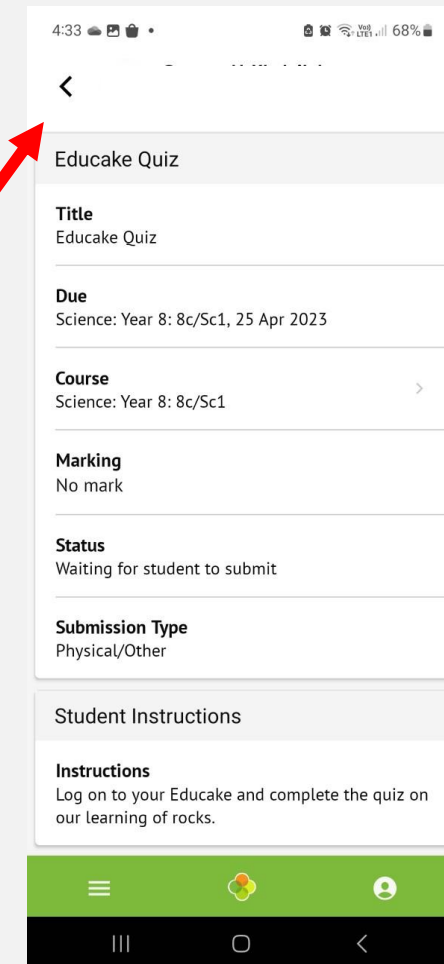 4:33
Vo) 68%
LTE1
Educake Quiz
Title
Educake Quiz
Due
Science: Year 8: 8c/Sc1, 25 Apr 2023
Course
Science: Year 8: 8c/Sc1
Marking
No mark
Status
Waiting for student to submit
Submission Type
Physical/Other
Student Instructions
Instructions
Log on to your Educake and complete the quiz on
our learning of rocks.